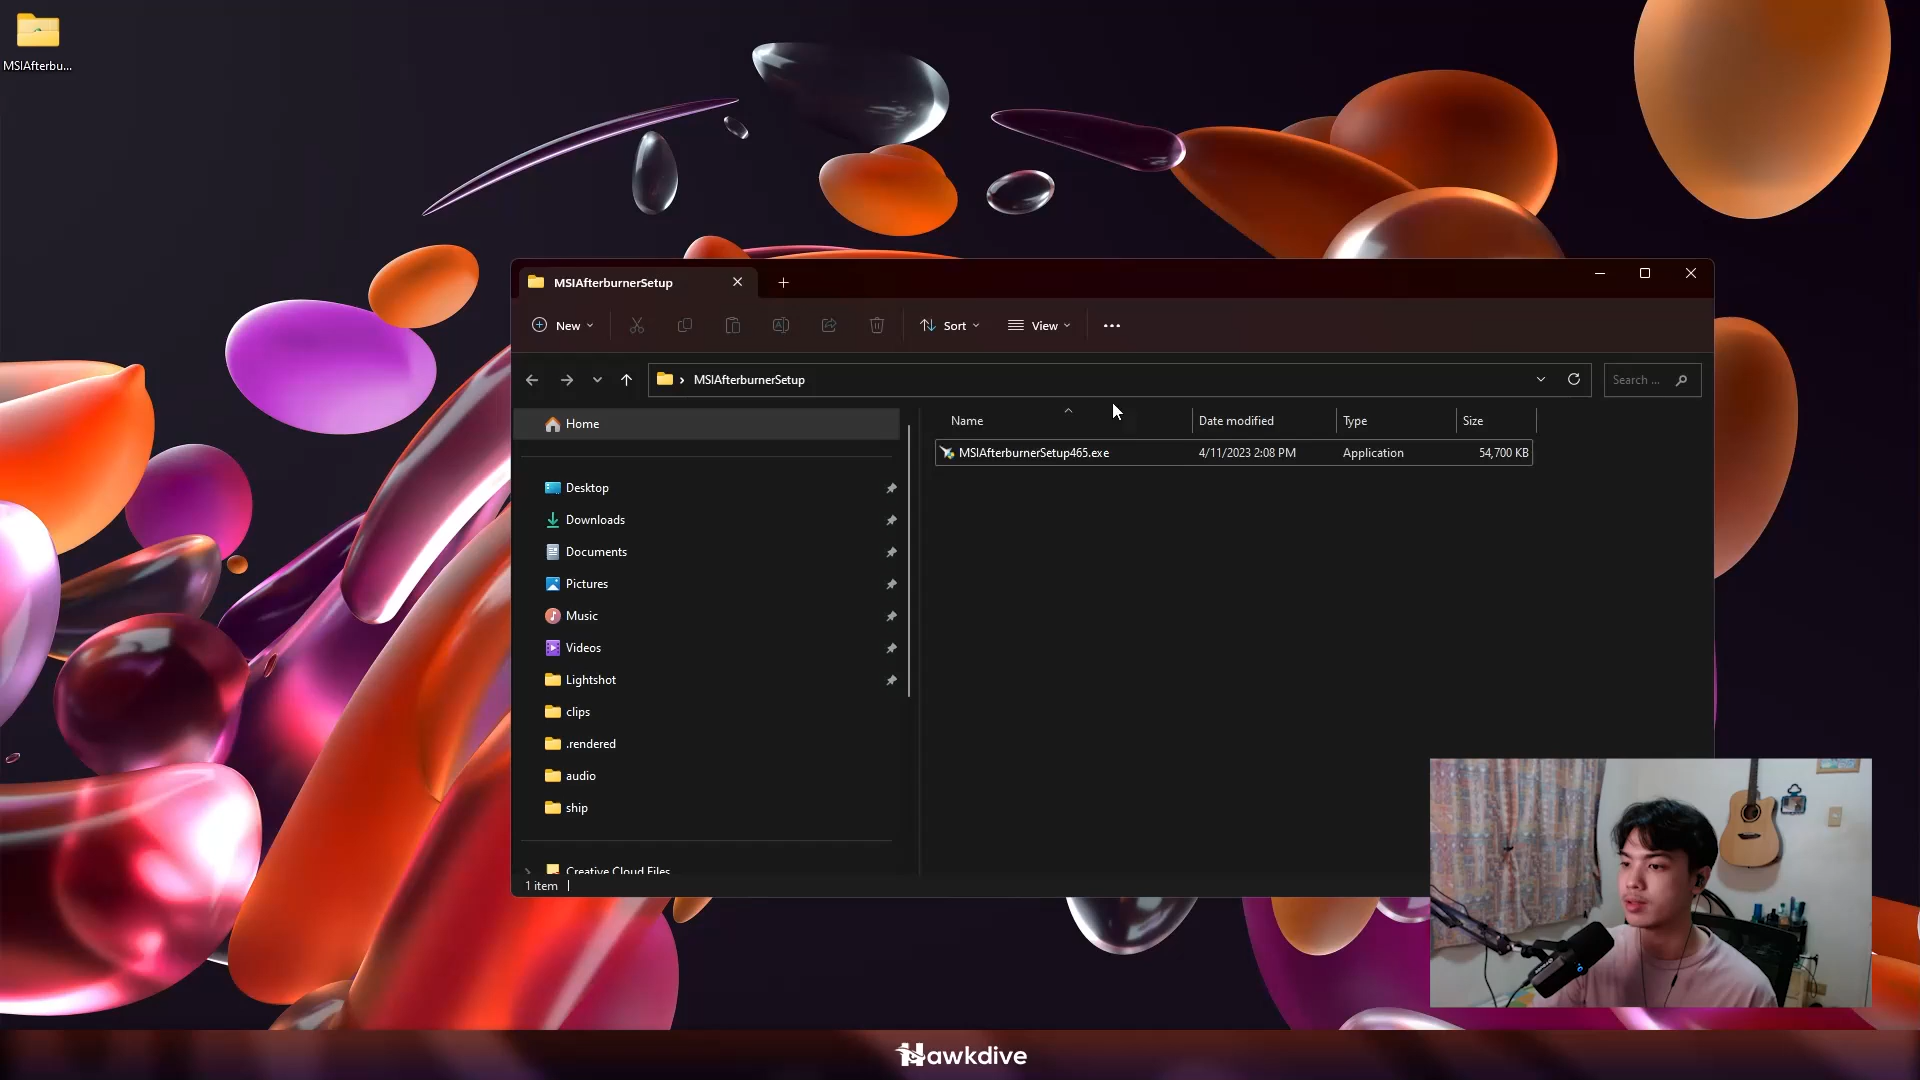 MSIAfterbu...
MSIAfterburnerSetup
New
Sort
View
MSIAfterburnerSetup
Search ...
Home
Name
Date modified
Type
Size
MSIAfterburnerSetup465.exe
4/11/2023 2:08 PM
Application
54,700 KB
Desktop
Downloads
Documents
Pictures
Music
Videos
Lightshot
clips
.rendered
audio
ship
Creative Cloud Files
1 item
Hawkdive